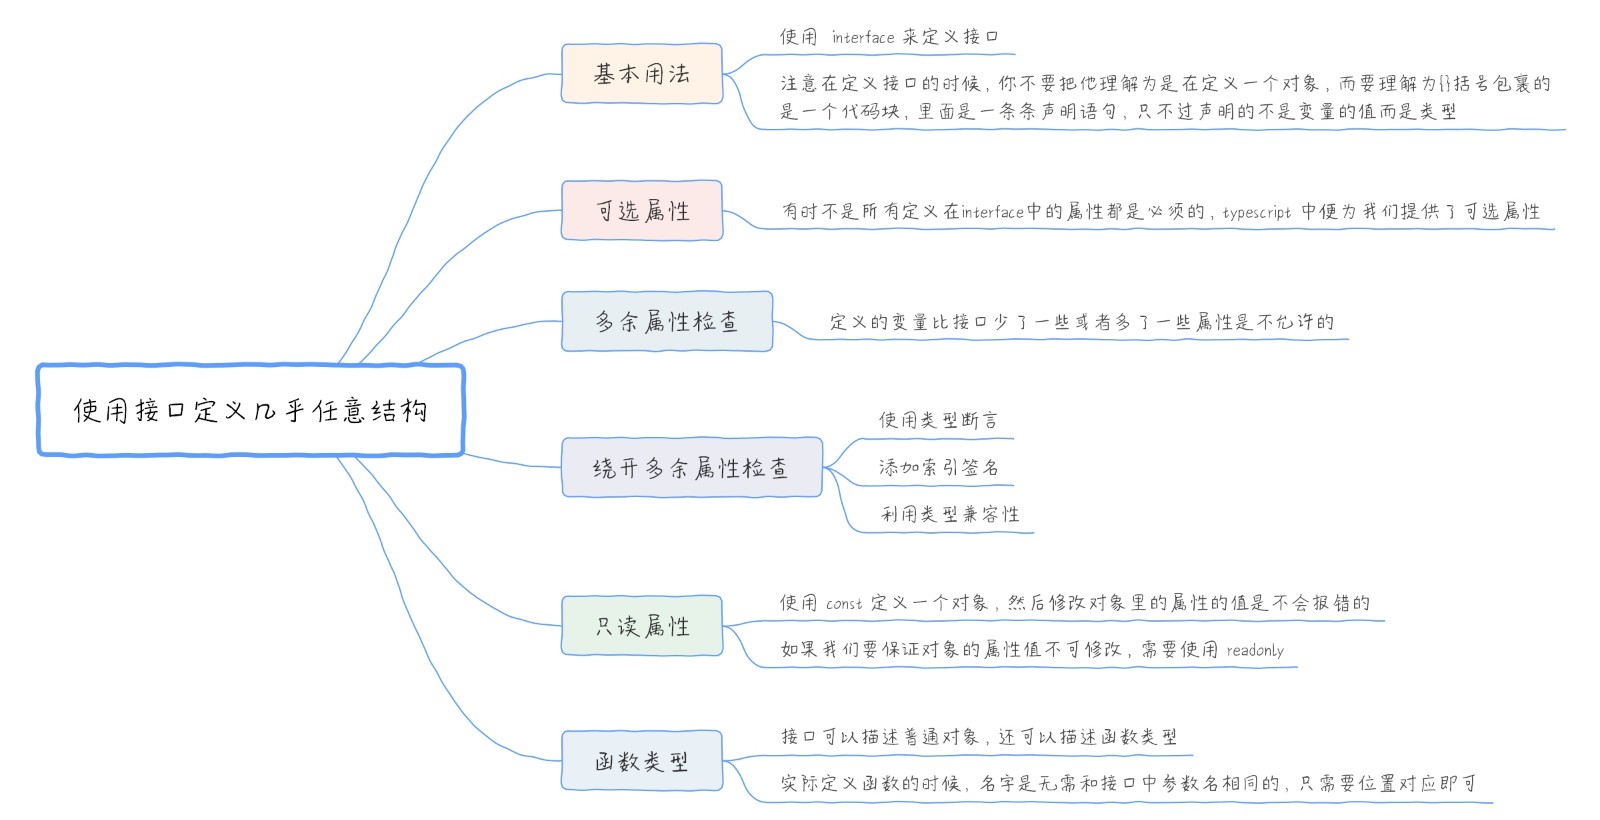 使用接口定义几乎任意结构
基本用法
使用 interface 来定义接口
注意在定义接口的时候，你不要把他理解为是在定义一个对象，而要理解为{}括号包裹的
是一个代码块，里面是一条条声明语句，只不过声明的不是变量的值而是类型
可选属性
有时不是所有定义在interface中的属性都是必须的，typescript 中便为我们提供了可选属性
多余属性检查
定义的变量比接口少了一些或者多了一些属性是不允许的
绕开多余属性检查
使用类型断言
添加索引签名
利用类型兼容性
只读属性
使用 const 定义一个对象，然后修改对象里的属性的值是不会报错的
如果我们要保证对象的属性值不可修改，需要使用 readonly
函数类型
接口可以描述普通对象，还可以描述函数类型
实际定义函数的时候，名字是无需和接口中参数名相同的，只需要位置对应即可